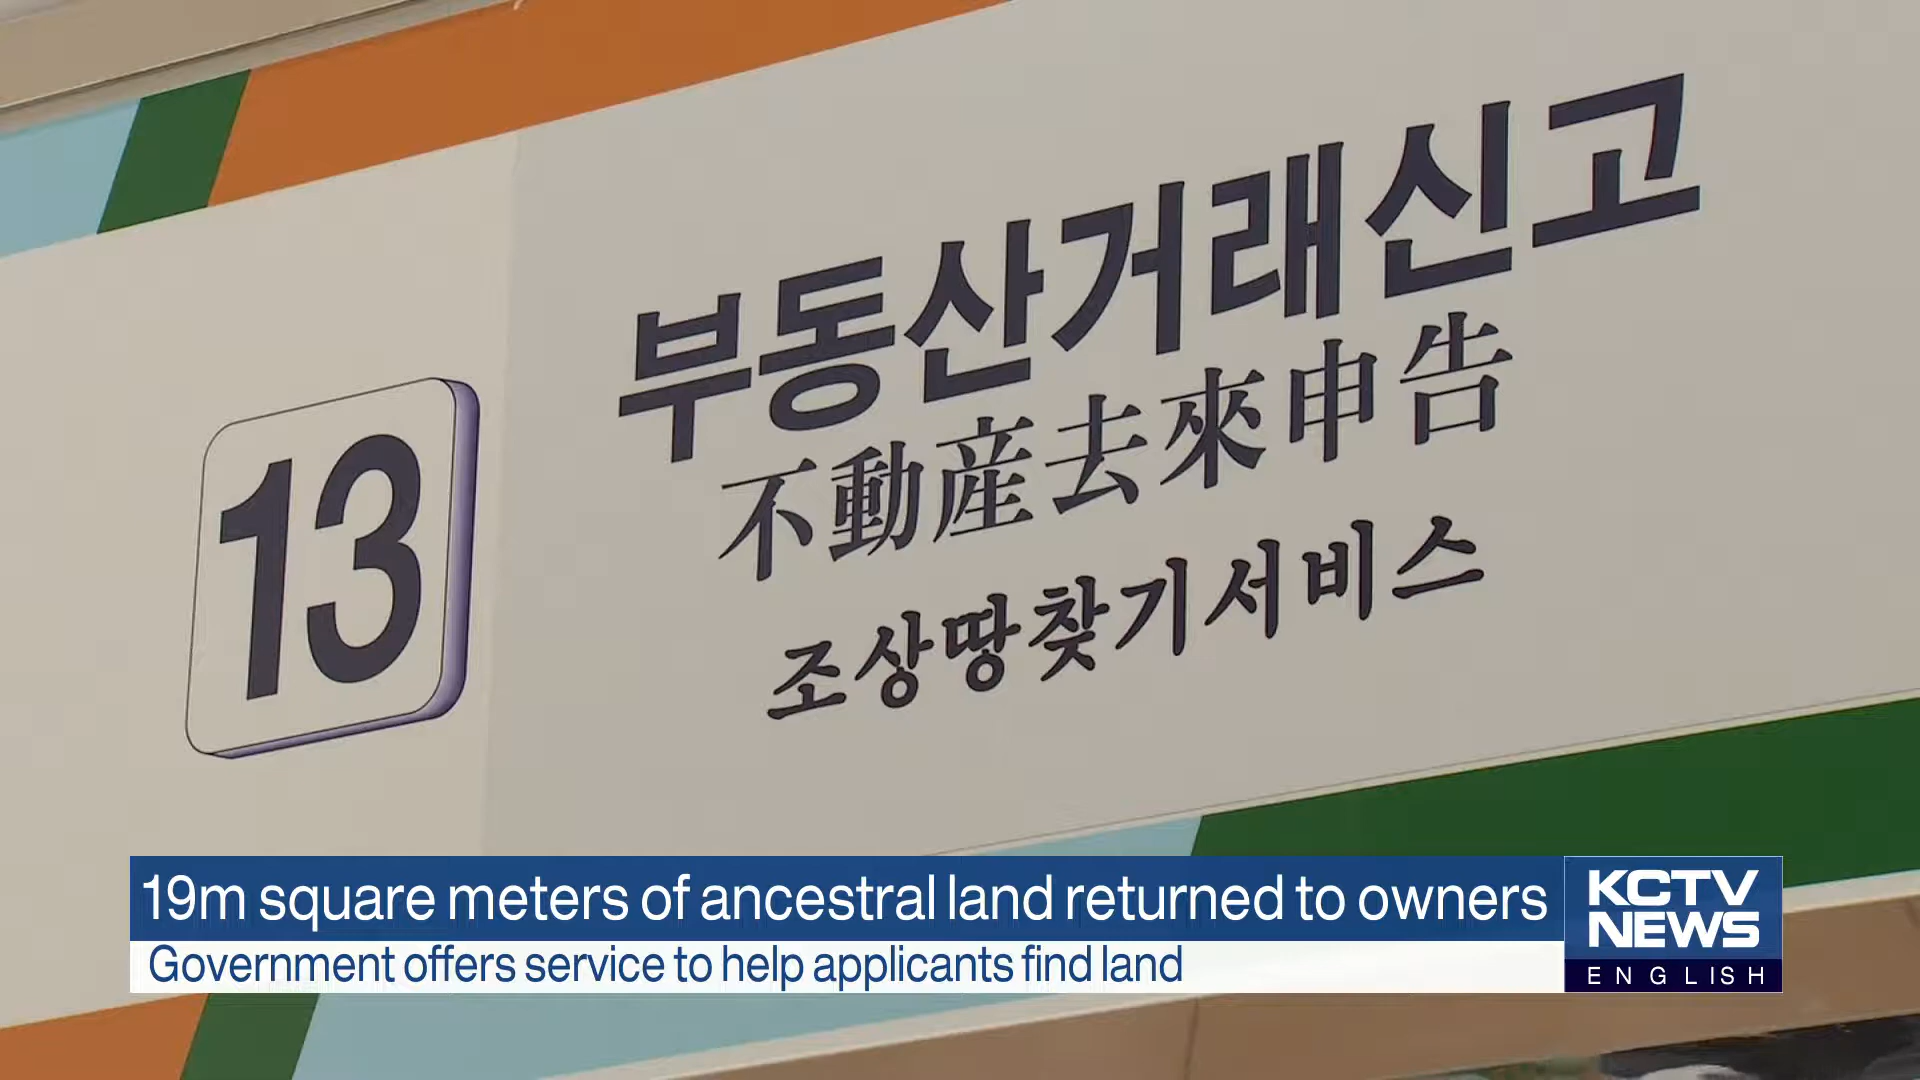 13
부동산거래신고
不動産去來申告
조상땅찾기서비스
19m square meters of ancestral land returned to owners
Government offers service to help applicants find land
KCTV
NEWS
ENGLISH